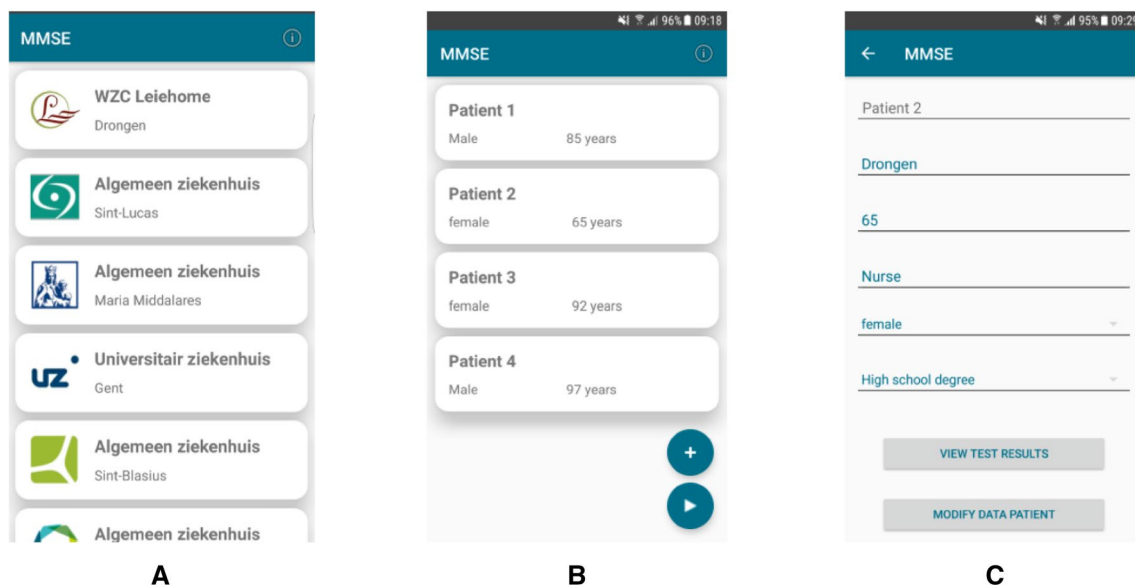 MMSE
WZC Leiehome
Drongen
Algemeen ziekenhuis
Sint-Lucas
Algemeen ziekenhuis
Maria Middalares
uz
Universitair ziekenhuis
Gent
Algemeen ziekenhuis
Sint-Blasius
Algemeen ziekenhuis
A
96% 09:18
MMSE
Patient 1
Male 85 years
Patient 2
female 65 years
Patient 3
female 92 years
Patient 4
Male 97 years
B
95% 09:29
MMSE
Patient 2
Drongen
65
Nurse
female
High school degree
VIEW TEST RESULTS
MODIFY DATA PATIENT
C